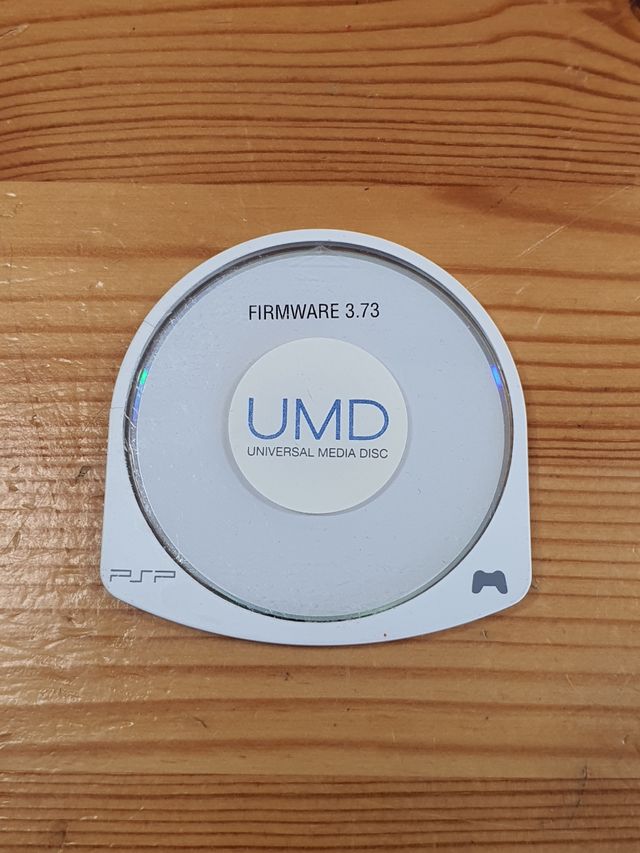 FIRMWARE 3.73
UMD
UNIVERSAL MEDIA DISC
PSP